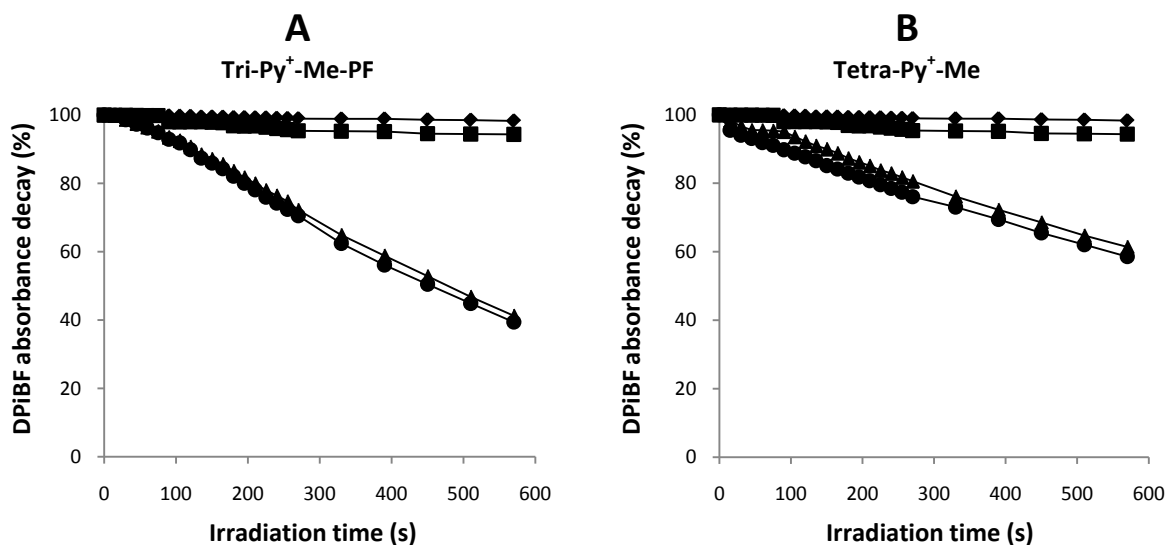 A
Tri-Py⁺-Me-PF
DPiBF absorbance decay (%)
100
80
60
40
20
0
0 100 200 300 400 500 600
Irradiation time (s)
B
Tetra-Py⁺-Me
DPiBF absorbance decay (%)
100
80
60
40
20
0
0 100 200 300 400 500 600
Irradiation time (s)